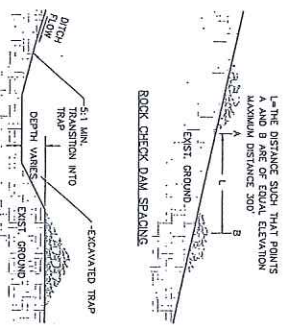 L=THE DISTANCE SUCH THAT POINTS
A AND B ARE OF EQUAL ELEVATION
MAXIMUM DISTANCE 300'
A
L
B
EXIST. GROUND
ROCK CHECK DAM SPACING
DITCH
FLOW
5:1 MIN.
TRANSITION INTO
TRAP
DEPTH VARIES
EXCAVATED TRAP
EXIST. GROUND